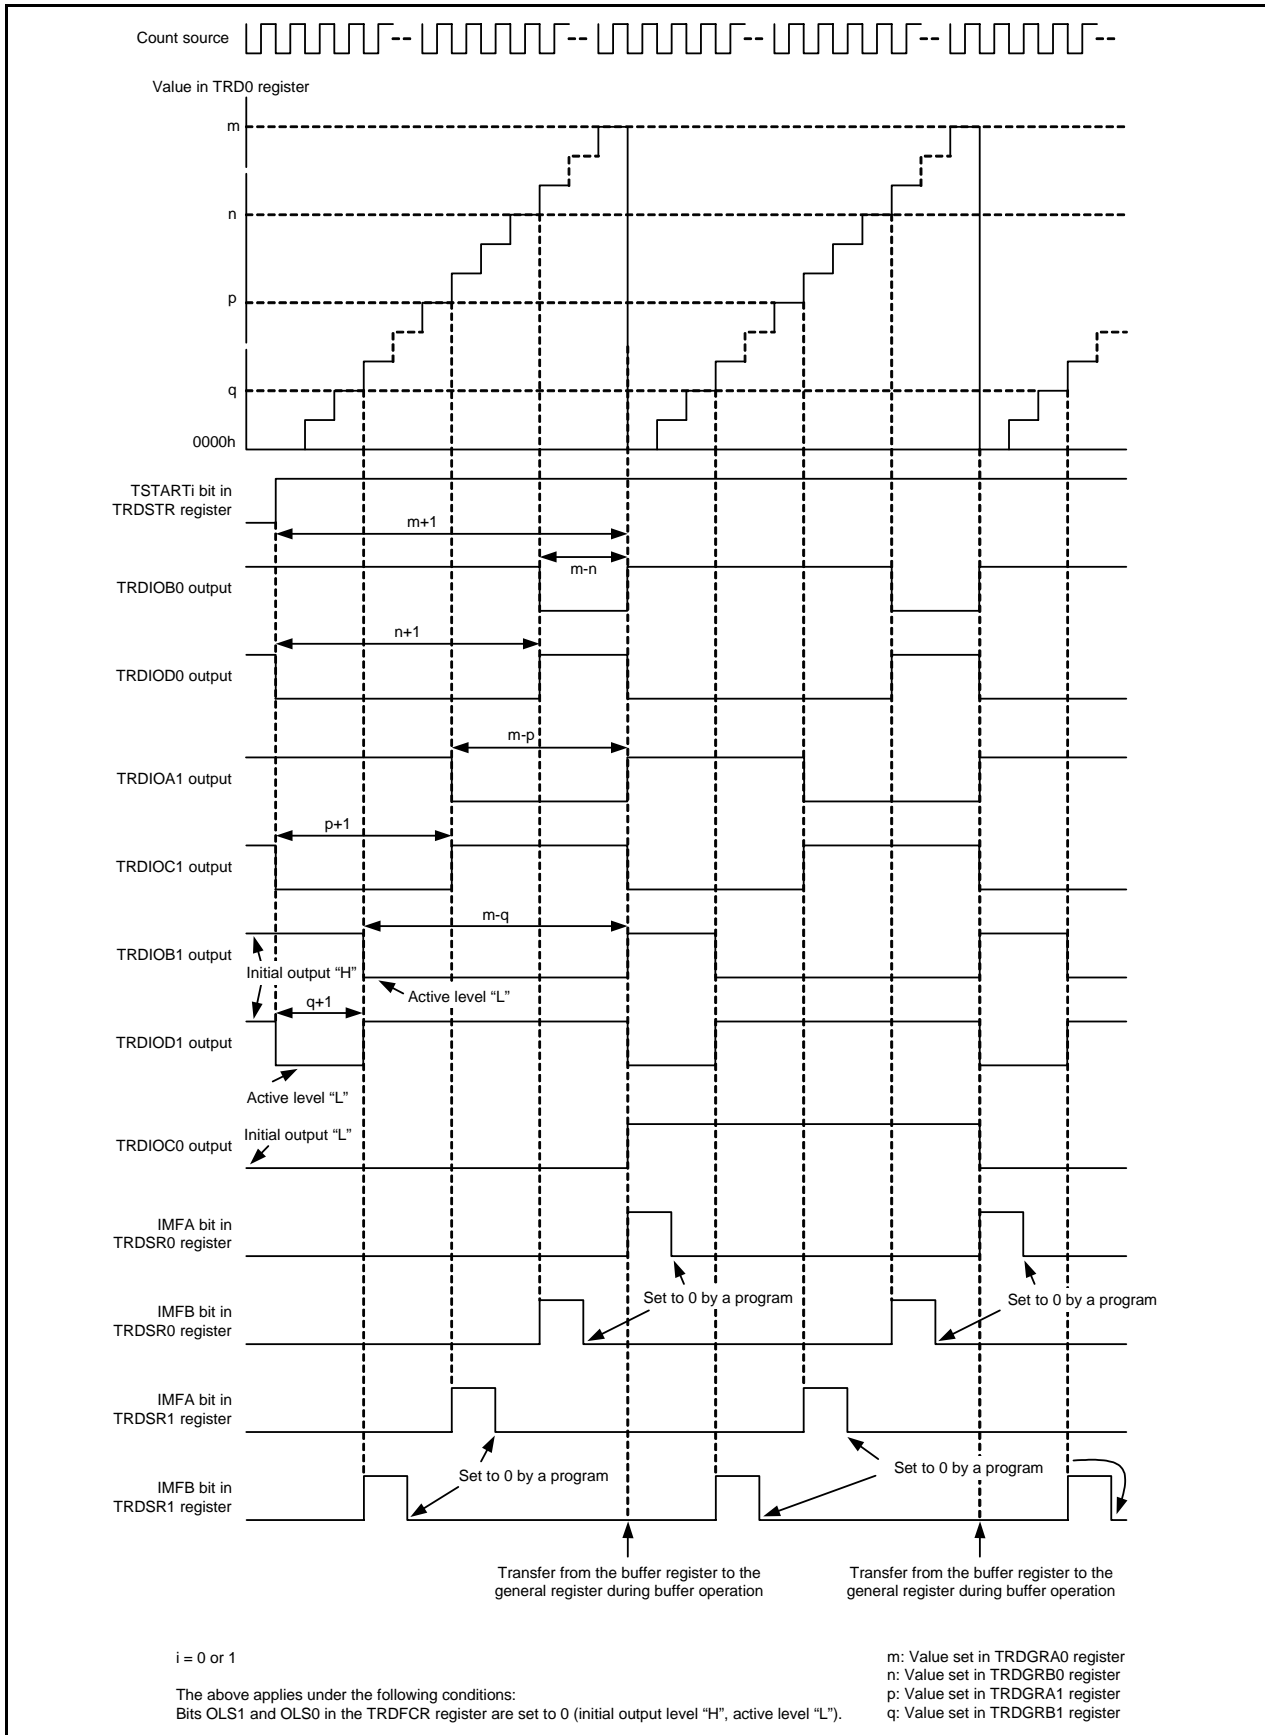 Count source
Value in TRD0 register
m
n
p
q
0000h
TSTARTi bit in
TRDSTR register
m+1
m-n
TRDIOB0 output
n+1
TRDIOD0 output
m-p
TRDIOA1 output
p+1
TRDIOC1 output
m-q
TRDIOB1 output
Initial output “H”
Active level “L”
q+1
TRDIOD1 output
Active level “L”
Initial output “L”
TRDIOC0 output
IMFA bit in
TRDSR0 register
Set to 0 by a program
Set to 0 by a program
IMFB bit in
TRDSR0 register
IMFA bit in
TRDSR1 register
Set to 0 by a program
Set to 0 by a program
IMFB bit in
TRDSR1 register
Transfer from the buffer register to the
general register during buffer operation
Transfer from the buffer register to the
general register during buffer operation
i = 0 or 1
The above applies under the following conditions:
Bits OLS1 and OLS0 in the TRDFCR register are set to 0 (initial output level “H”, active level “L”).
m: Value set in TRDGRA0 register
n: Value set in TRDGRB0 register
p: Value set in TRDGRA1 register
q: Value set in TRDGRB1 register